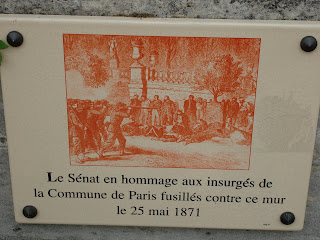 Le Sénat en hommage aux insurgés de
la Commune de Paris fusillés contre ce mur
le 25 mai 1871